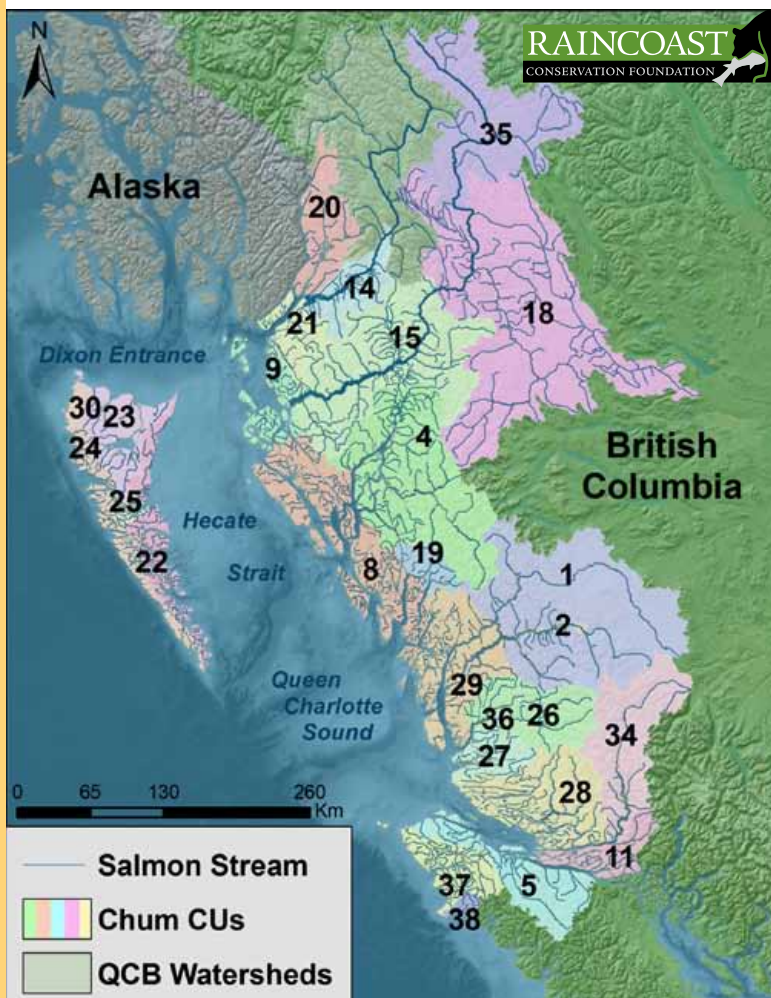 N
RAINCOAST
CONSERVATION FOUNDATION
35
Alaska
20
14
18
21
15
Dixon Entrance
9
30
23
4
24
British
Columbia
25
Hecate
22
19
8
Strait
1
2
Queen
Charlotte
Sound
29
36
26
34
27
28
0 65 130 260
Km
11
37
5
38
Salmon Stream
Chum CUs
QCB Watersheds